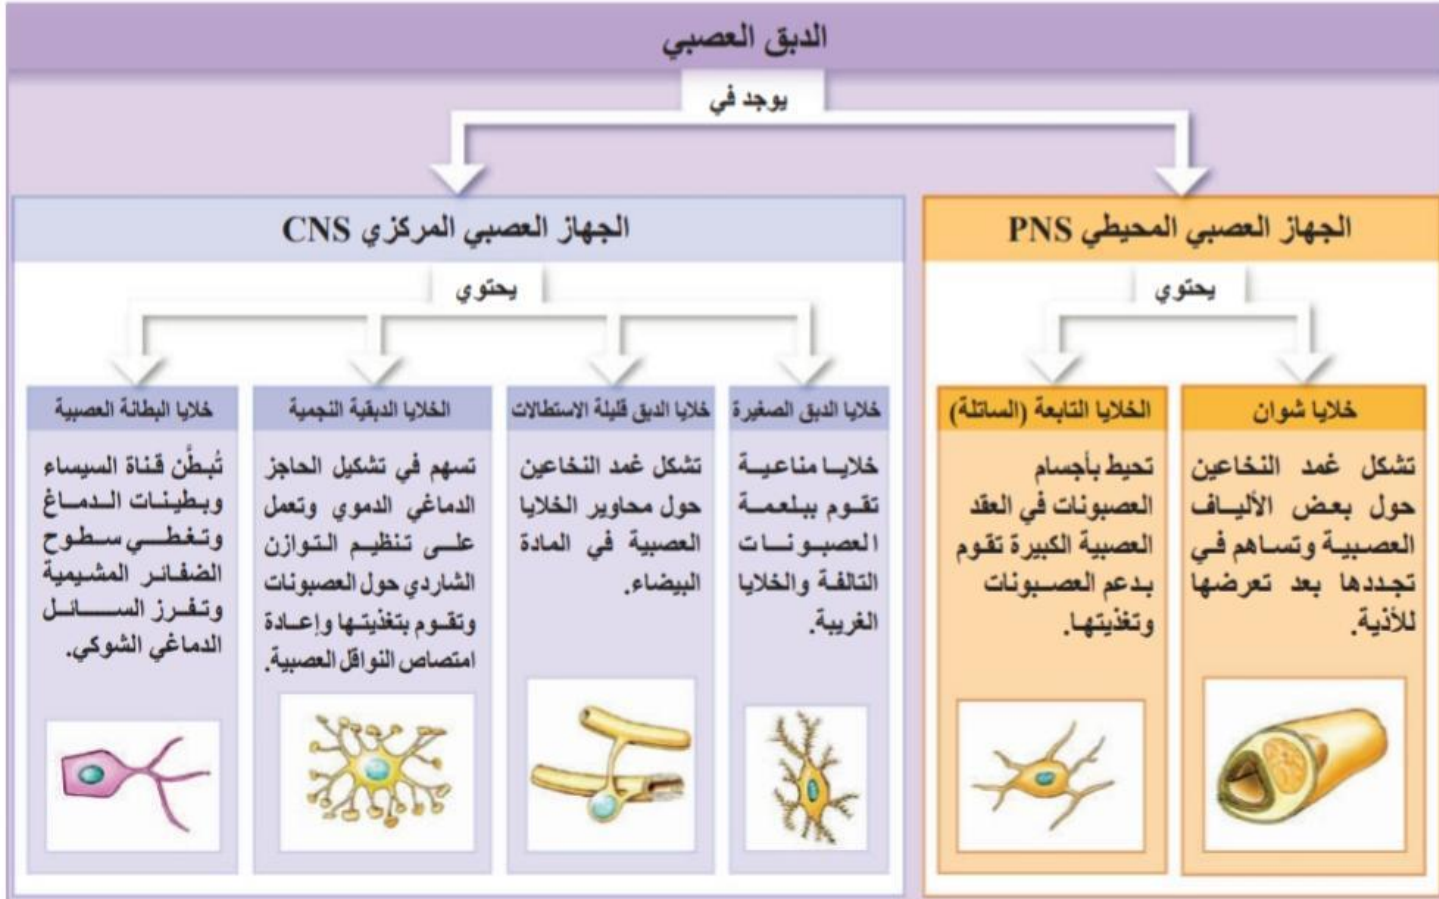 الدبق العصبي
يوجد في
الجهاز العصبي المحيطي PNS
يحتوي
خلايا شوان
تشكل غمد النخاعين
حول بعض الألياف
العصبية وتساهم في
تجددها بعد تعرضها
للأذية.
الخلايا التابعة (الساتلة)
تحيط بأجسام
العصبونات في العقد
العصبية الكبيرة تقوم
بدعم العصبونات
وتغذيتها.
الجهاز العصبي المركزي CNS
يحتوي
خلايا الدبق الصغيرة
خلايا مناعية
تقوم ببلعمة
العصبونات
التالفة والخلايا
الغريبة.
خلايا الدبق قليلة الاستطالات
تشكل غمد النخاعين
حول محاوير الخلايا
العصبية في المادة
البيضاء.
الخلايا الدبقية النجمية
تسهم في تشكيل الحاجز
الدماغي الدموي وتعمل
على تنظيم التوازن
الشاردي حول العصبونات
وتقوم بتغذيتها وإعادة
امتصاص النواقل العصبية.
خلايا البطانة العصبية
تُبطِّن قناة السيساء
وبطينات الدماغ
وتغطي سطوح
الضفائر المشيمية
وتفرز السائل
الدماغي الشوكي.